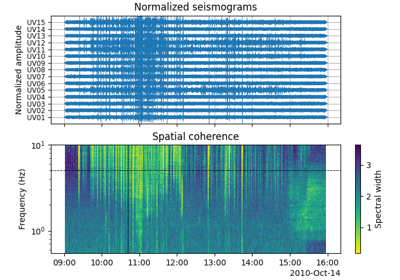 Normalized seismograms
Normalized amplitude
UV15
UV14
UV13
UV12
UV11
UV10
UV09
UV08
UV07
UV06
UV05
UV04
UV03
UV02
UV01
Spatial coherence
Frequency (Hz)
10¹
10⁰
09:00 10:00 11:00 12:00 13:00 14:00 15:00 16:00
2010-Oct-14
3
2
1
Spectral width